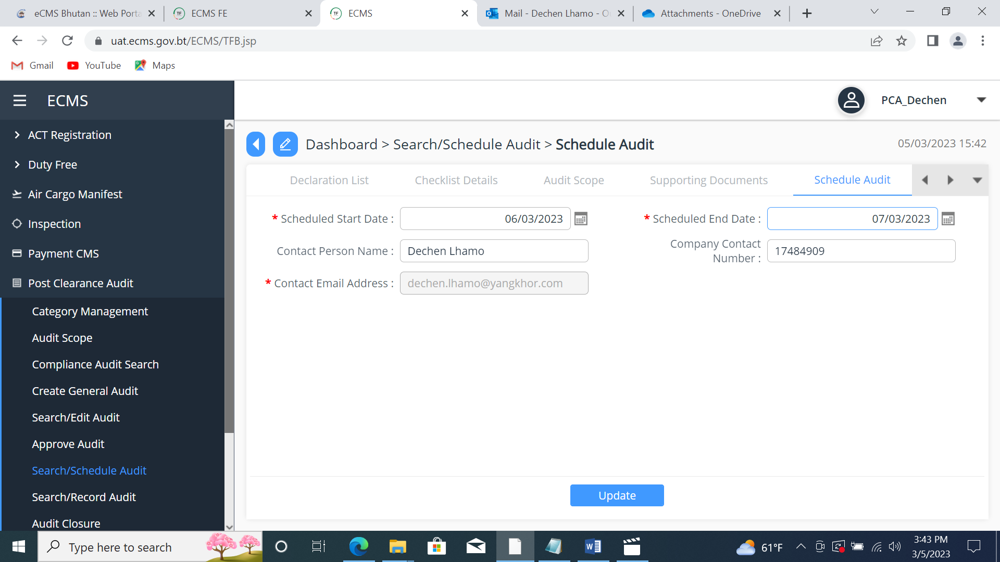 eCMS Bhutan :: Web Porta
ECMS FE
ECMS
Mail - Dechen Lhamo - O
Attachments - OneDrive
uat.ecms.gov.bt/ECMS/TFB.jsp
Gmail
YouTube
Maps
ECMS
PCA_Dechen
ACT Registration
Duty Free
Air Cargo Manifest
Inspection
Payment CMS
Post Clearance Audit
Category Management
Audit Scope
Compliance Audit Search
Create General Audit
Search/Edit Audit
Approve Audit
Search/Schedule Audit
Search/Record Audit
Audit Closure
Dashboard > Search/Schedule Audit > Schedule Audit
05/03/2023 15:42
Declaration List
Checklist Details
Audit Scope
Supporting Documents
Schedule Audit
* Scheduled Start Date : 06/03/2023
* Scheduled End Date : 07/03/2023
Contact Person Name : Dechen Lhamo
Company Contact
Number : 17484909
* Contact Email Address : dechen.lhamo@yangkhor.com
Update
Type here to search
61°F
3:43 PM
3/5/2023